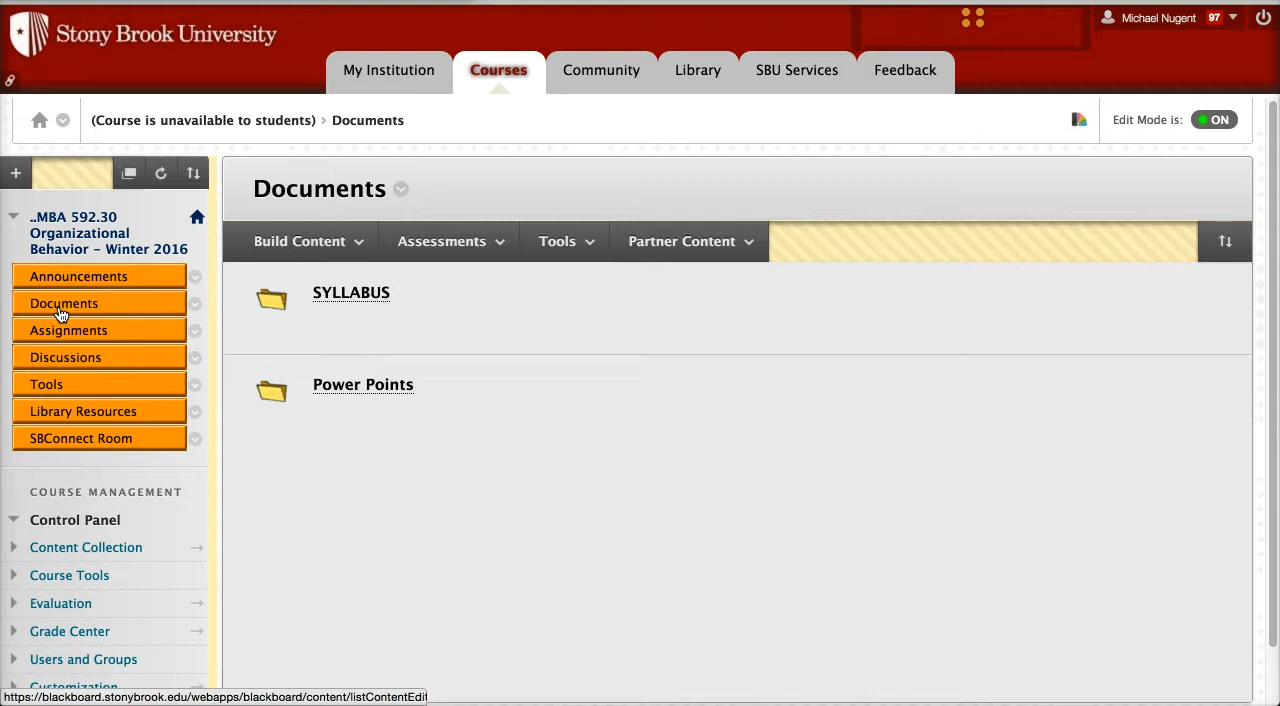 Stony Brook University
Michael Nugent 97
My Institution Courses Community Library SBU Services Feedback
(Course is unavailable to students) › Documents
Edit Mode is: ON
..MBA 592.30
Organizational
Behavior – Winter 2016
Announcements
Documents
Assignments
Discussions
Tools
Library Resources
SBConnect Room
COURSE MANAGEMENT
Control Panel
Content Collection
Course Tools
Evaluation
Grade Center
Users and Groups
Customization
Documents
Build Content Assessments Tools Partner Content
SYLLABUS
Power Points
https://blackboard.stonybrook.edu/webapps/blackboard/content/listContentEdi